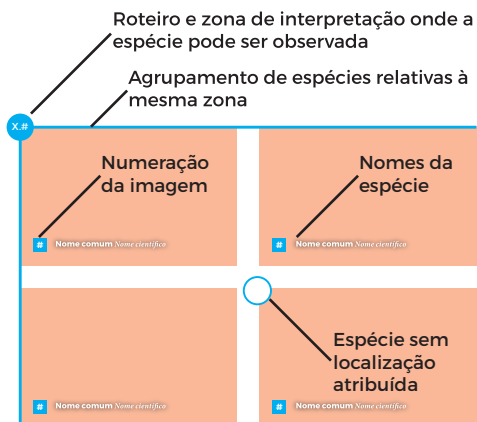 Roteiro e zona de interpretação onde a
espécie pode ser observada
Agrupamento de espécies relativas à
mesma zona
X.#
Numeração
da imagem
Nomes da
espécie
# Nome comum Nome científico
# Nome comum Nome científico
Espécie sem
localização
atribuída
# Nome comum Nome científico
# Nome comum Nome científico